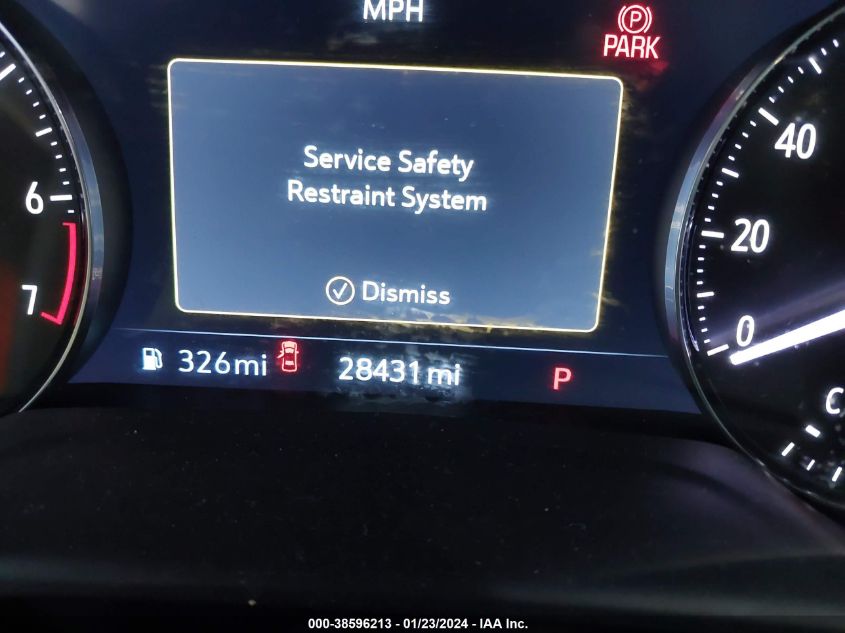 MPH
(P)
PARK
Service Safety
Restraint System
Dismiss
6
7
40
20
0
C
326mi
28431mi
P
000-38596213 - 01/23/2024 - IAA Inc.